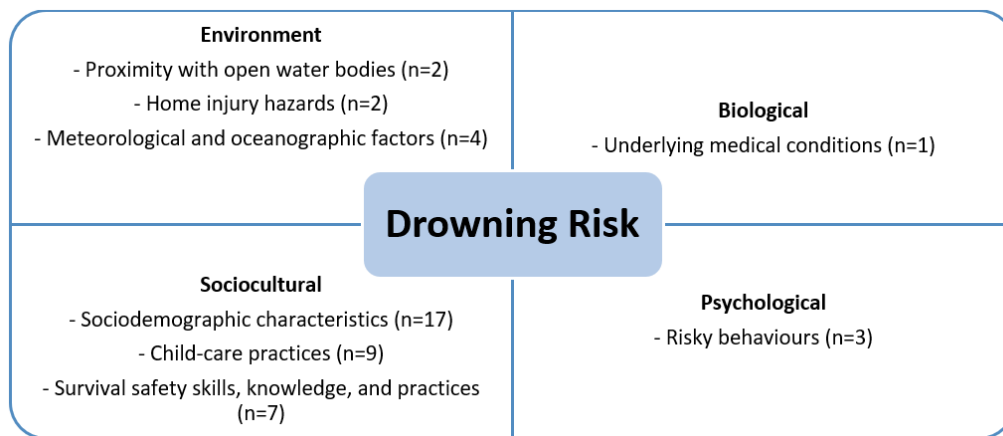 Environment
- Proximity with open water bodies (n=2)
- Home injury hazards (n=2)
- Meteorological and oceanographic factors (n=4)
Biological
- Underlying medical conditions (n=1)
Drowning Risk
Sociocultural
- Sociodemographic characteristics (n=17)
- Child-care practices (n=9)
- Survival safety skills, knowledge, and practices
(n=7)
Psychological
- Risky behaviours (n=3)